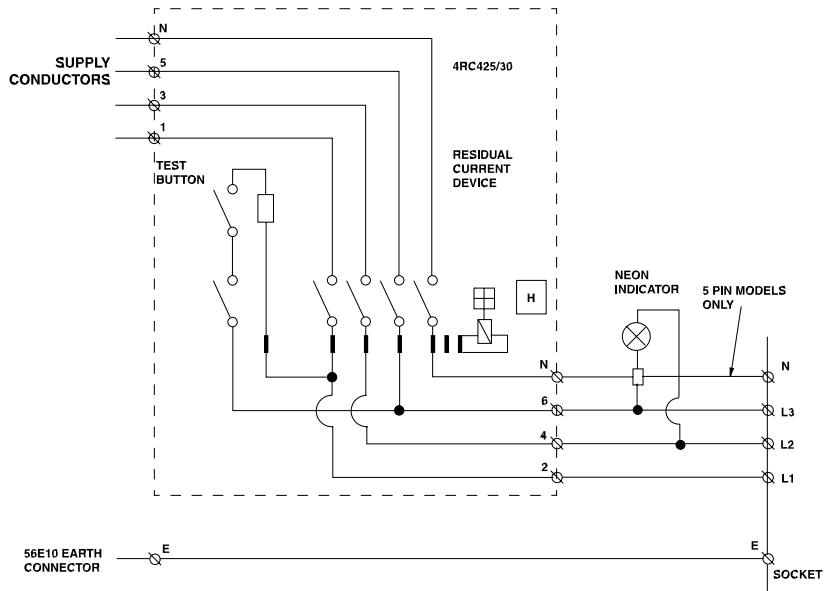 N
SUPPLY
CONDUCTORS
5
3
1
4RC425/30
TEST
BUTTON
RESIDUAL
CURRENT
DEVICE
H
NEON
INDICATOR
5 PIN MODELS
ONLY
N
N
6
L3
4
L2
2
L1
56E10 EARTH
CONNECTOR
E
E
SOCKET